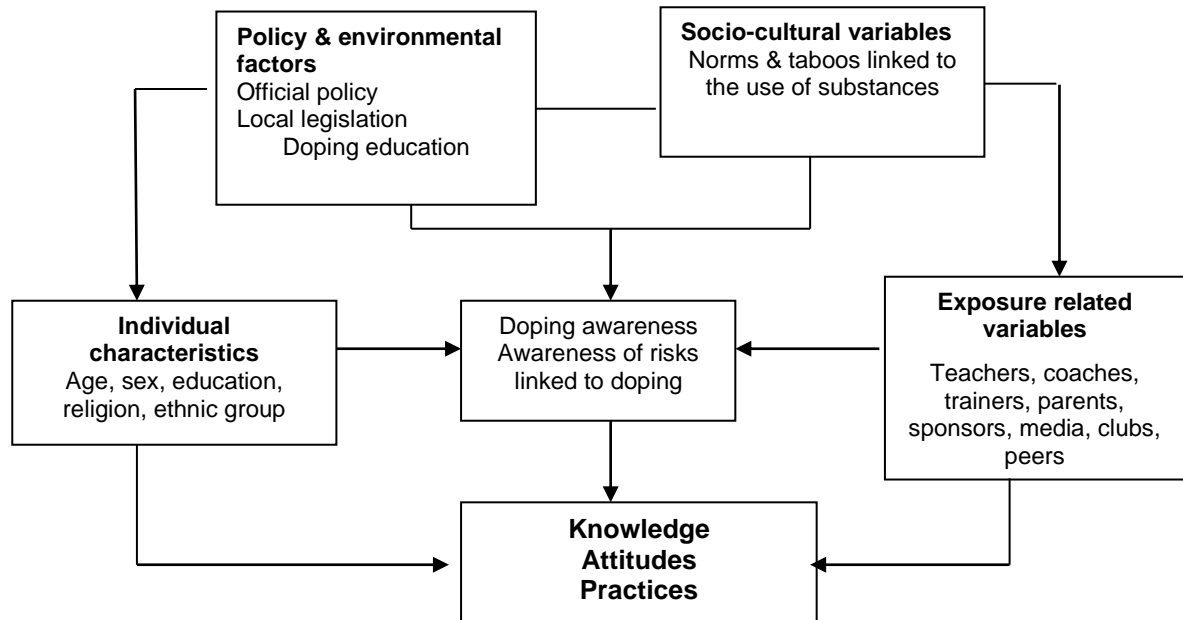 Policy & environmental
factors
Official policy
Local legislation
Doping education
Socio-cultural variables
Norms & taboos linked to
the use of substances
Individual
characteristics
Age, sex, education,
religion, ethnic group
Doping awareness
Awareness of risks
linked to doping
Exposure related
variables
Teachers, coaches,
trainers, parents,
sponsors, media, clubs,
peers
Knowledge
Attitudes
Practices